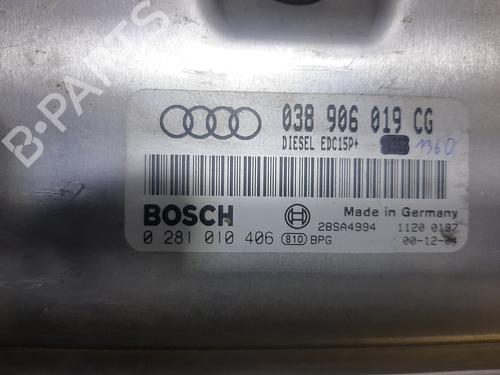 B-PARTS
038 906 019 CG
DIESEL EDC15P+
1360
BOSCH
Made in Germany
28SA4994 1120 0187
0 281 010 406 810 BPG 00-12-04